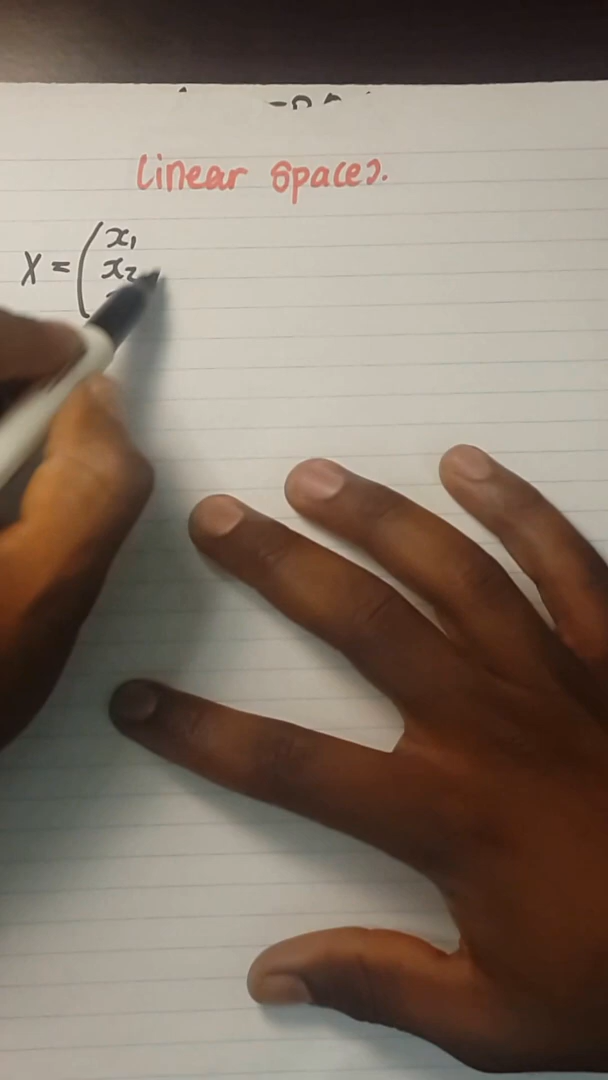 Linear Spaces.
X = ( x₁
x₂